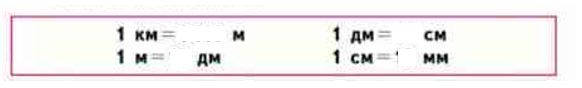 1 км= м 1 дм= см
1 м= дм 1 см= мм